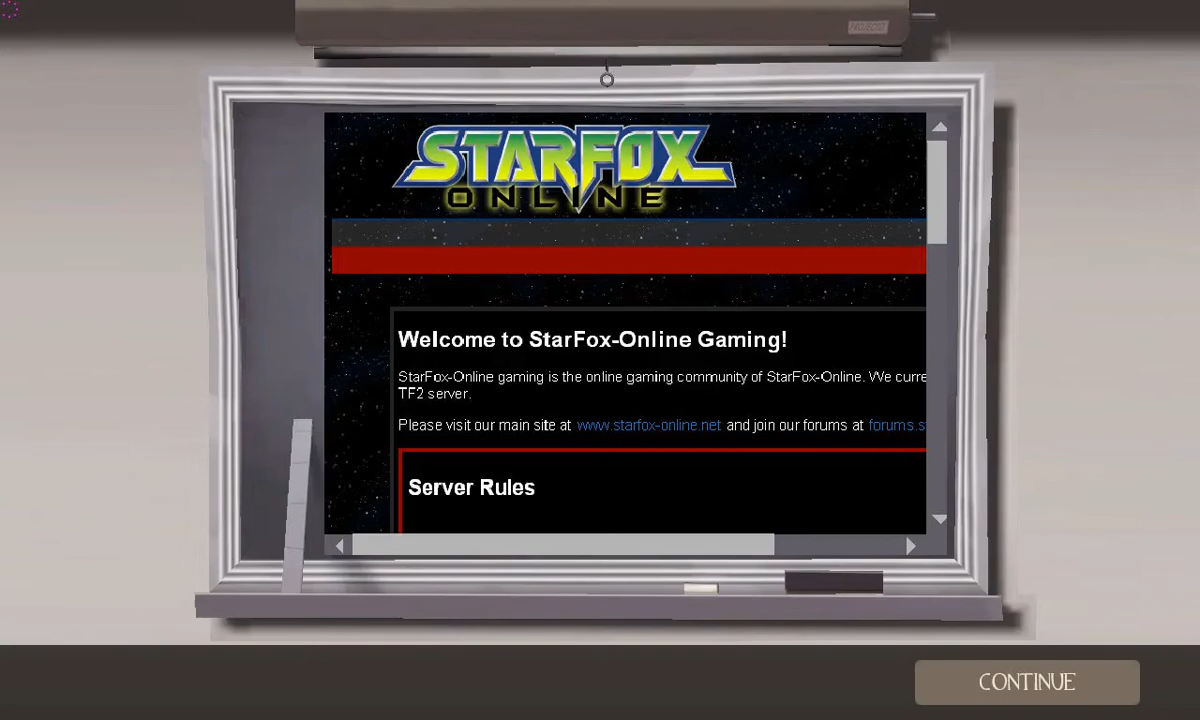 STARFOX
ONLINE
Welcome to StarFox-Online Gaming!
StarFox-Online gaming is the online gaming community of StarFox-Online. We curre
TF2 server.
Please visit our main site at www.starfox-online.net and join our forums at forums.s
Server Rules
CONTINUE